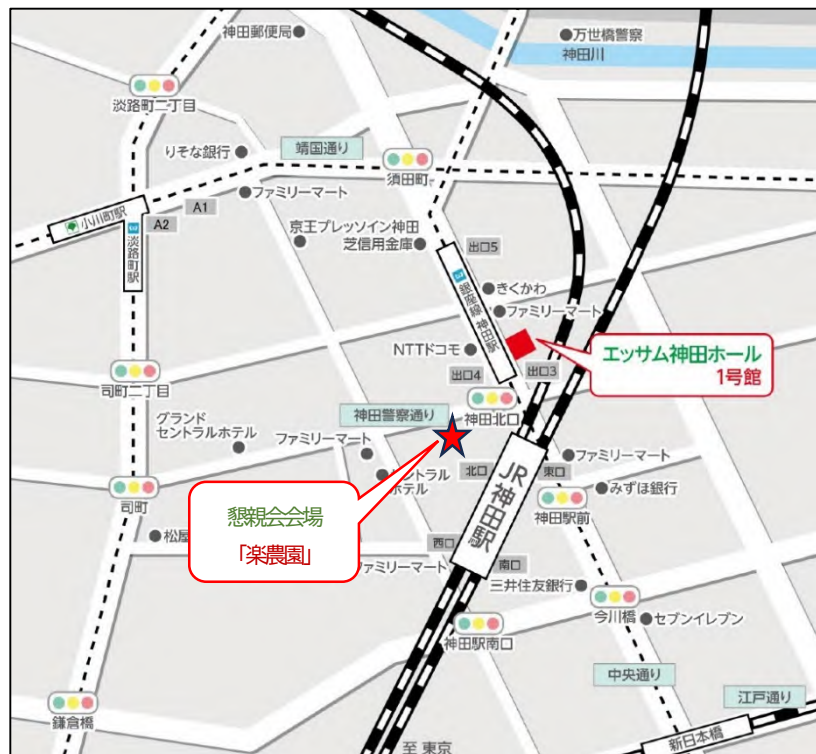 神田郵便局
万世橋警察
神田川
淡路町二丁目
りそな銀行
靖国通り
須田町
ファミリーマート
小川町駅
A1
A2
淡路町駅
京王プレッソイン神田
芝信用金庫
出口5
銀座線 神田駅
きくかわ
ファミリーマート
NTTドコモ
出口4
出口3
エッサム神田ホール
1号館
司町二丁目
神田警察通り
神田北口
グランド
セントラルホテル
ファミリーマート
セントラル
ホテル
北口
JR神田駅
東口
ファミリーマート
みずほ銀行
神田駅前
司町
懇親会会場
「楽農園」
松屋
西口
ファミリーマート
南口
三井住友銀行
今川橋
セブンイレブン
神田駅南口
中央通り
江戸通り
鎌倉橋
新日本橋
至 東京